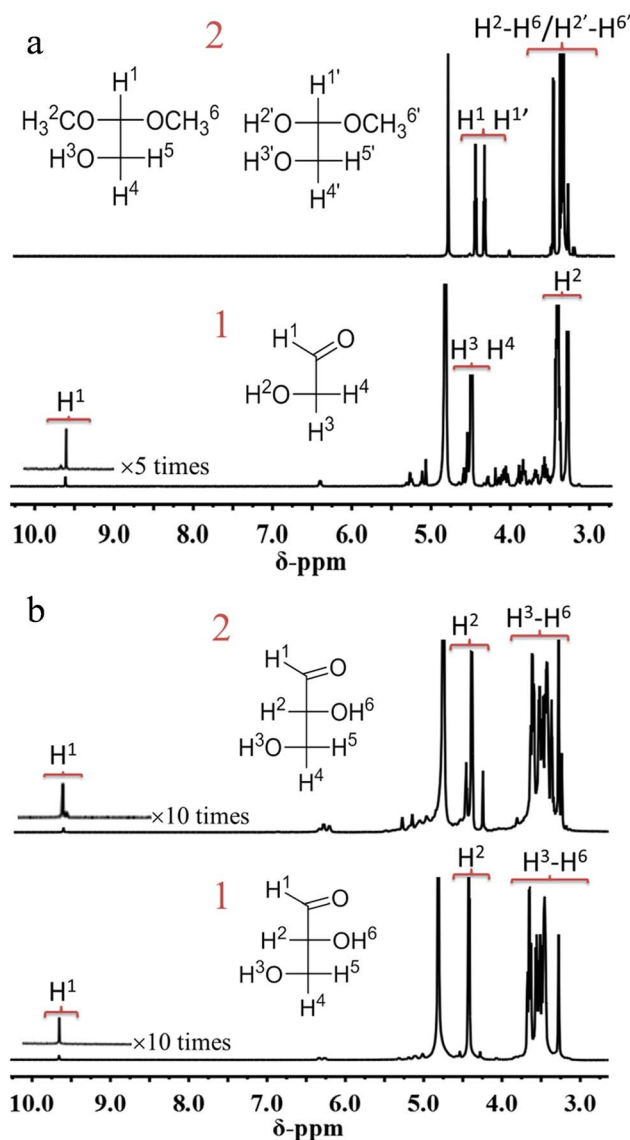 a
2
H²-H⁶/H²'-H⁶'
H¹
H₃²CO OCH₃⁶
H³O H⁵
H⁴
H¹'
H²'O OCH₃⁶'
H³'O H⁵'
H⁴'
H¹ H¹'
1
H¹ O
H²O H⁴
H³
H¹
×5 times
H³ H⁴
H²
10.0 9.0 8.0 7.0 6.0 5.0 4.0 3.0
δ-ppm
b
2
H¹ O
H² OH⁶
H³O H⁵
H⁴
H¹
×10 times
H²
H³-H⁶
1
H¹ O
H² OH⁶
H³O H⁵
H⁴
H¹
×10 times
H²
H³-H⁶
10.0 9.0 8.0 7.0 6.0 5.0 4.0 3.0
δ-ppm